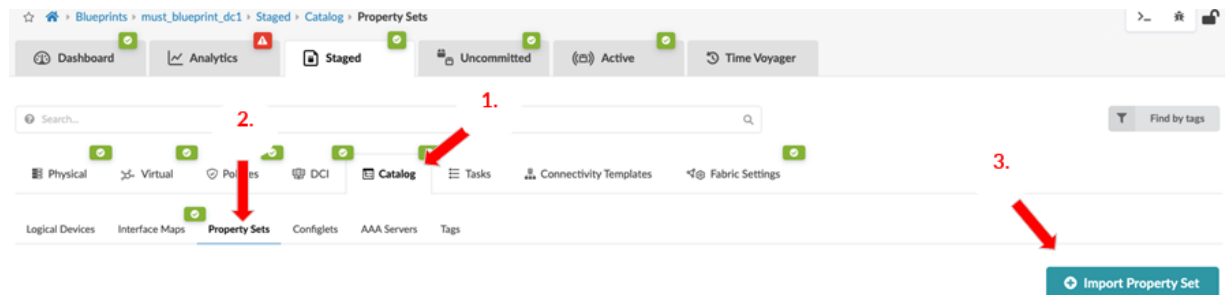 Blueprints › must_blueprint_dc1 › Staged › Catalog › Property Sets
Dashboard Analytics Staged Uncommitted Active Time Voyager
1.
2.
Search... Find by tags
3.
Physical Virtual DCI Catalog Tasks Connectivity Templates Fabric Settings
Logical Devices Interface Maps Property Sets Configlets AAA Servers Tags
Import Property Set